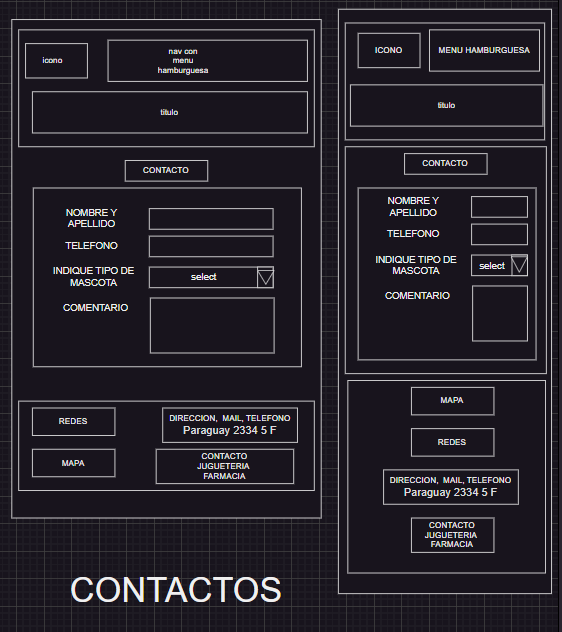 icono
nav con
menu
hamburguesa
titulo
CONTACTO
NOMBRE Y
APELLIDO
TELEFONO
INDIQUE TIPO DE
MASCOTA
select
COMENTARIO
REDES
DIRECCION, MAIL, TELEFONO
Paraguay 2334 5 F
MAPA
CONTACTO
JUGUETERIA
FARMACIA
ICONO
MENU HAMBURGUESA
titulo
CONTACTO
NOMBRE Y
APELLIDO
TELEFONO
INDIQUE TIPO DE
MASCOTA
select
COMENTARIO
MAPA
REDES
DIRECCION, MAIL, TELEFONO
Paraguay 2334 5 F
CONTACTO
JUGUETERIA
FARMACIA
CONTACTOS